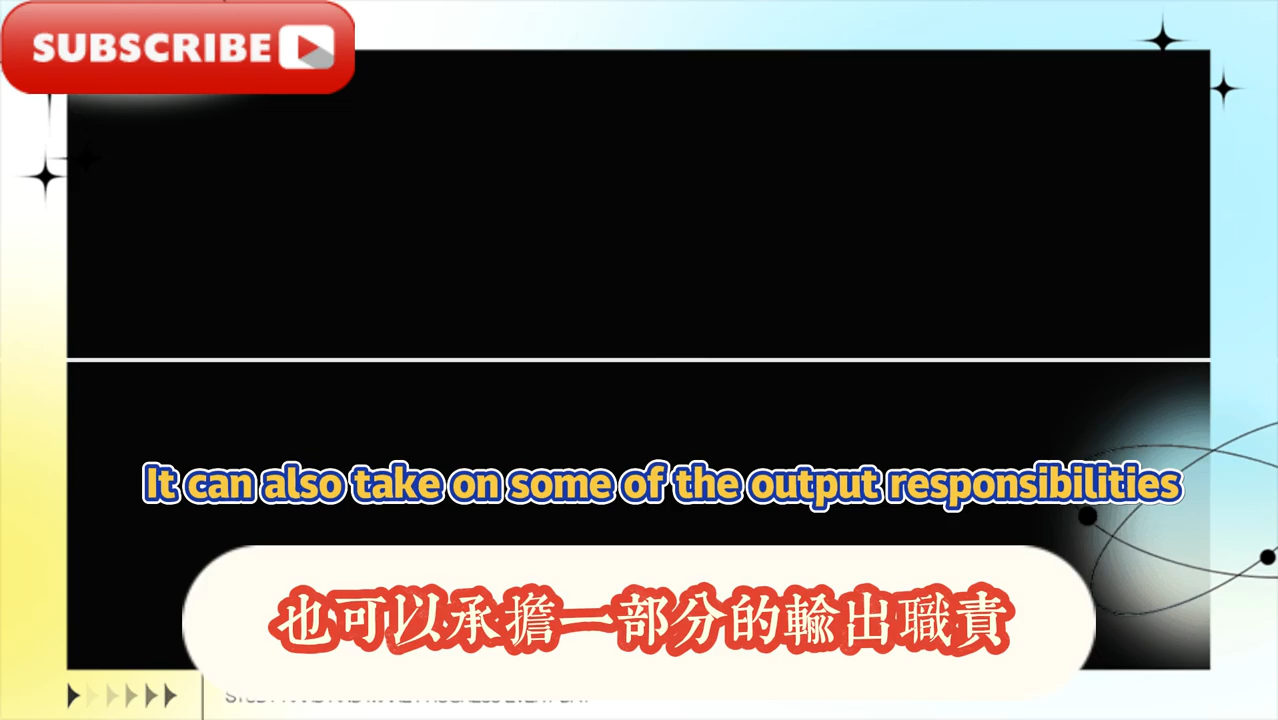 SUBSCRIBE
It can also take on some of the output responsibilities
也可以承擔一部分的輸出職責